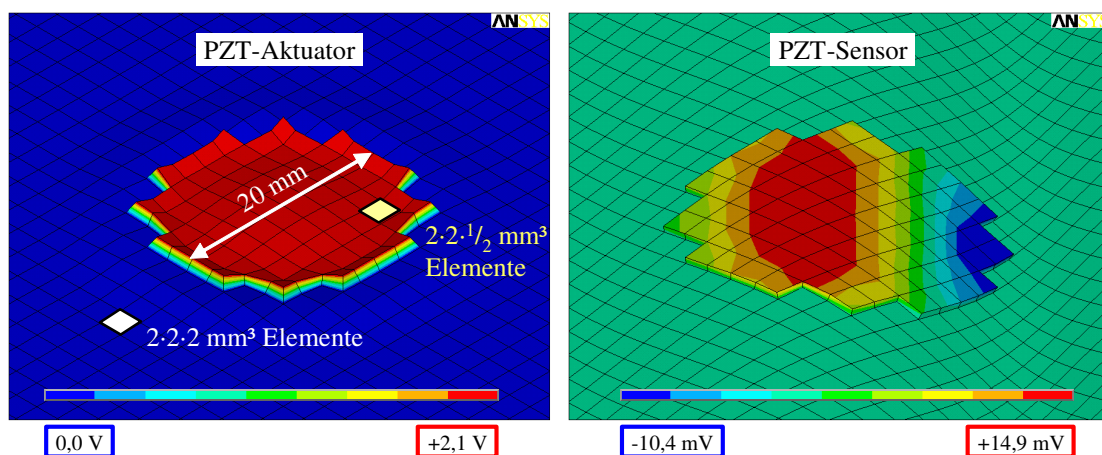 ANSYS
PZT-Aktuator
20 mm
2·2·¹/₂ mm³
Elemente
2·2·2 mm³ Elemente
0,0 V
+2,1 V
ANSYS
PZT-Sensor
-10,4 mV
+14,9 mV